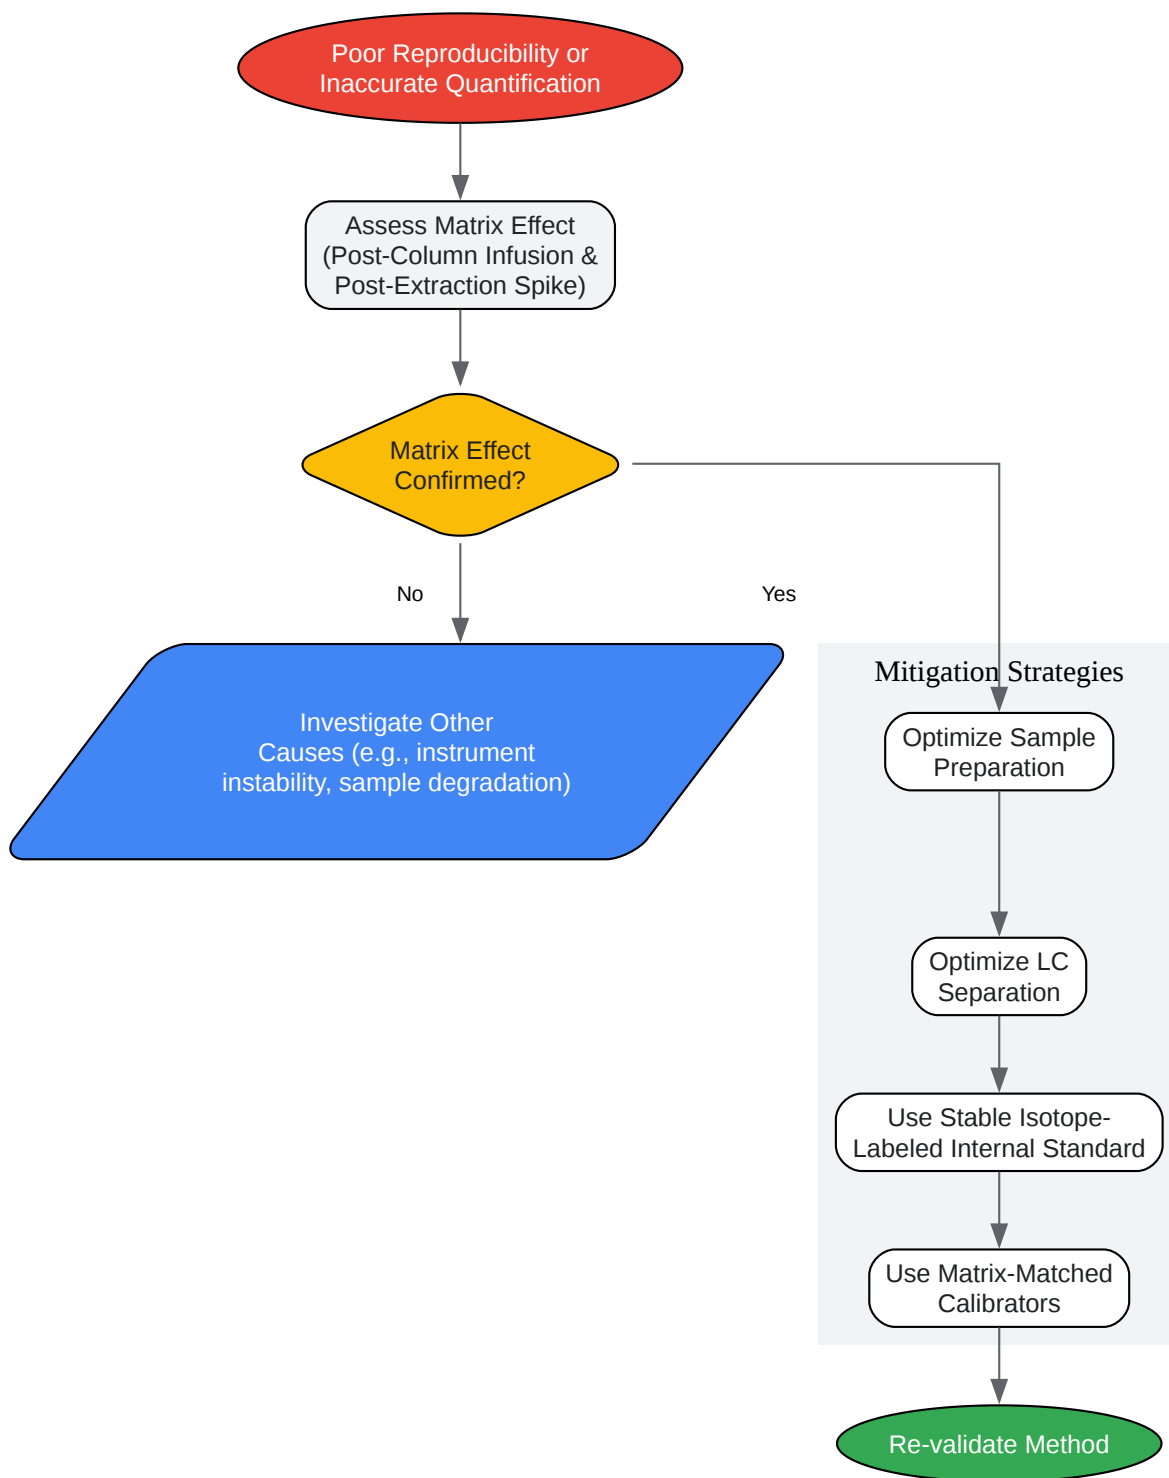 Poor Reproducibility or
Inaccurate Quantification
Assess Matrix Effect
(Post-Column Infusion &
Post-Extraction Spike)
Matrix Effect
Confirmed?
No
Yes
Investigate Other
Causes (e.g., instrument
instability, sample degradation)
Mitigation Strategies
Optimize Sample
Preparation
Optimize LC
Separation
Use Stable Isotope-
Labeled Internal Standard
Use Matrix-Matched
Calibrators
Re-validate Method